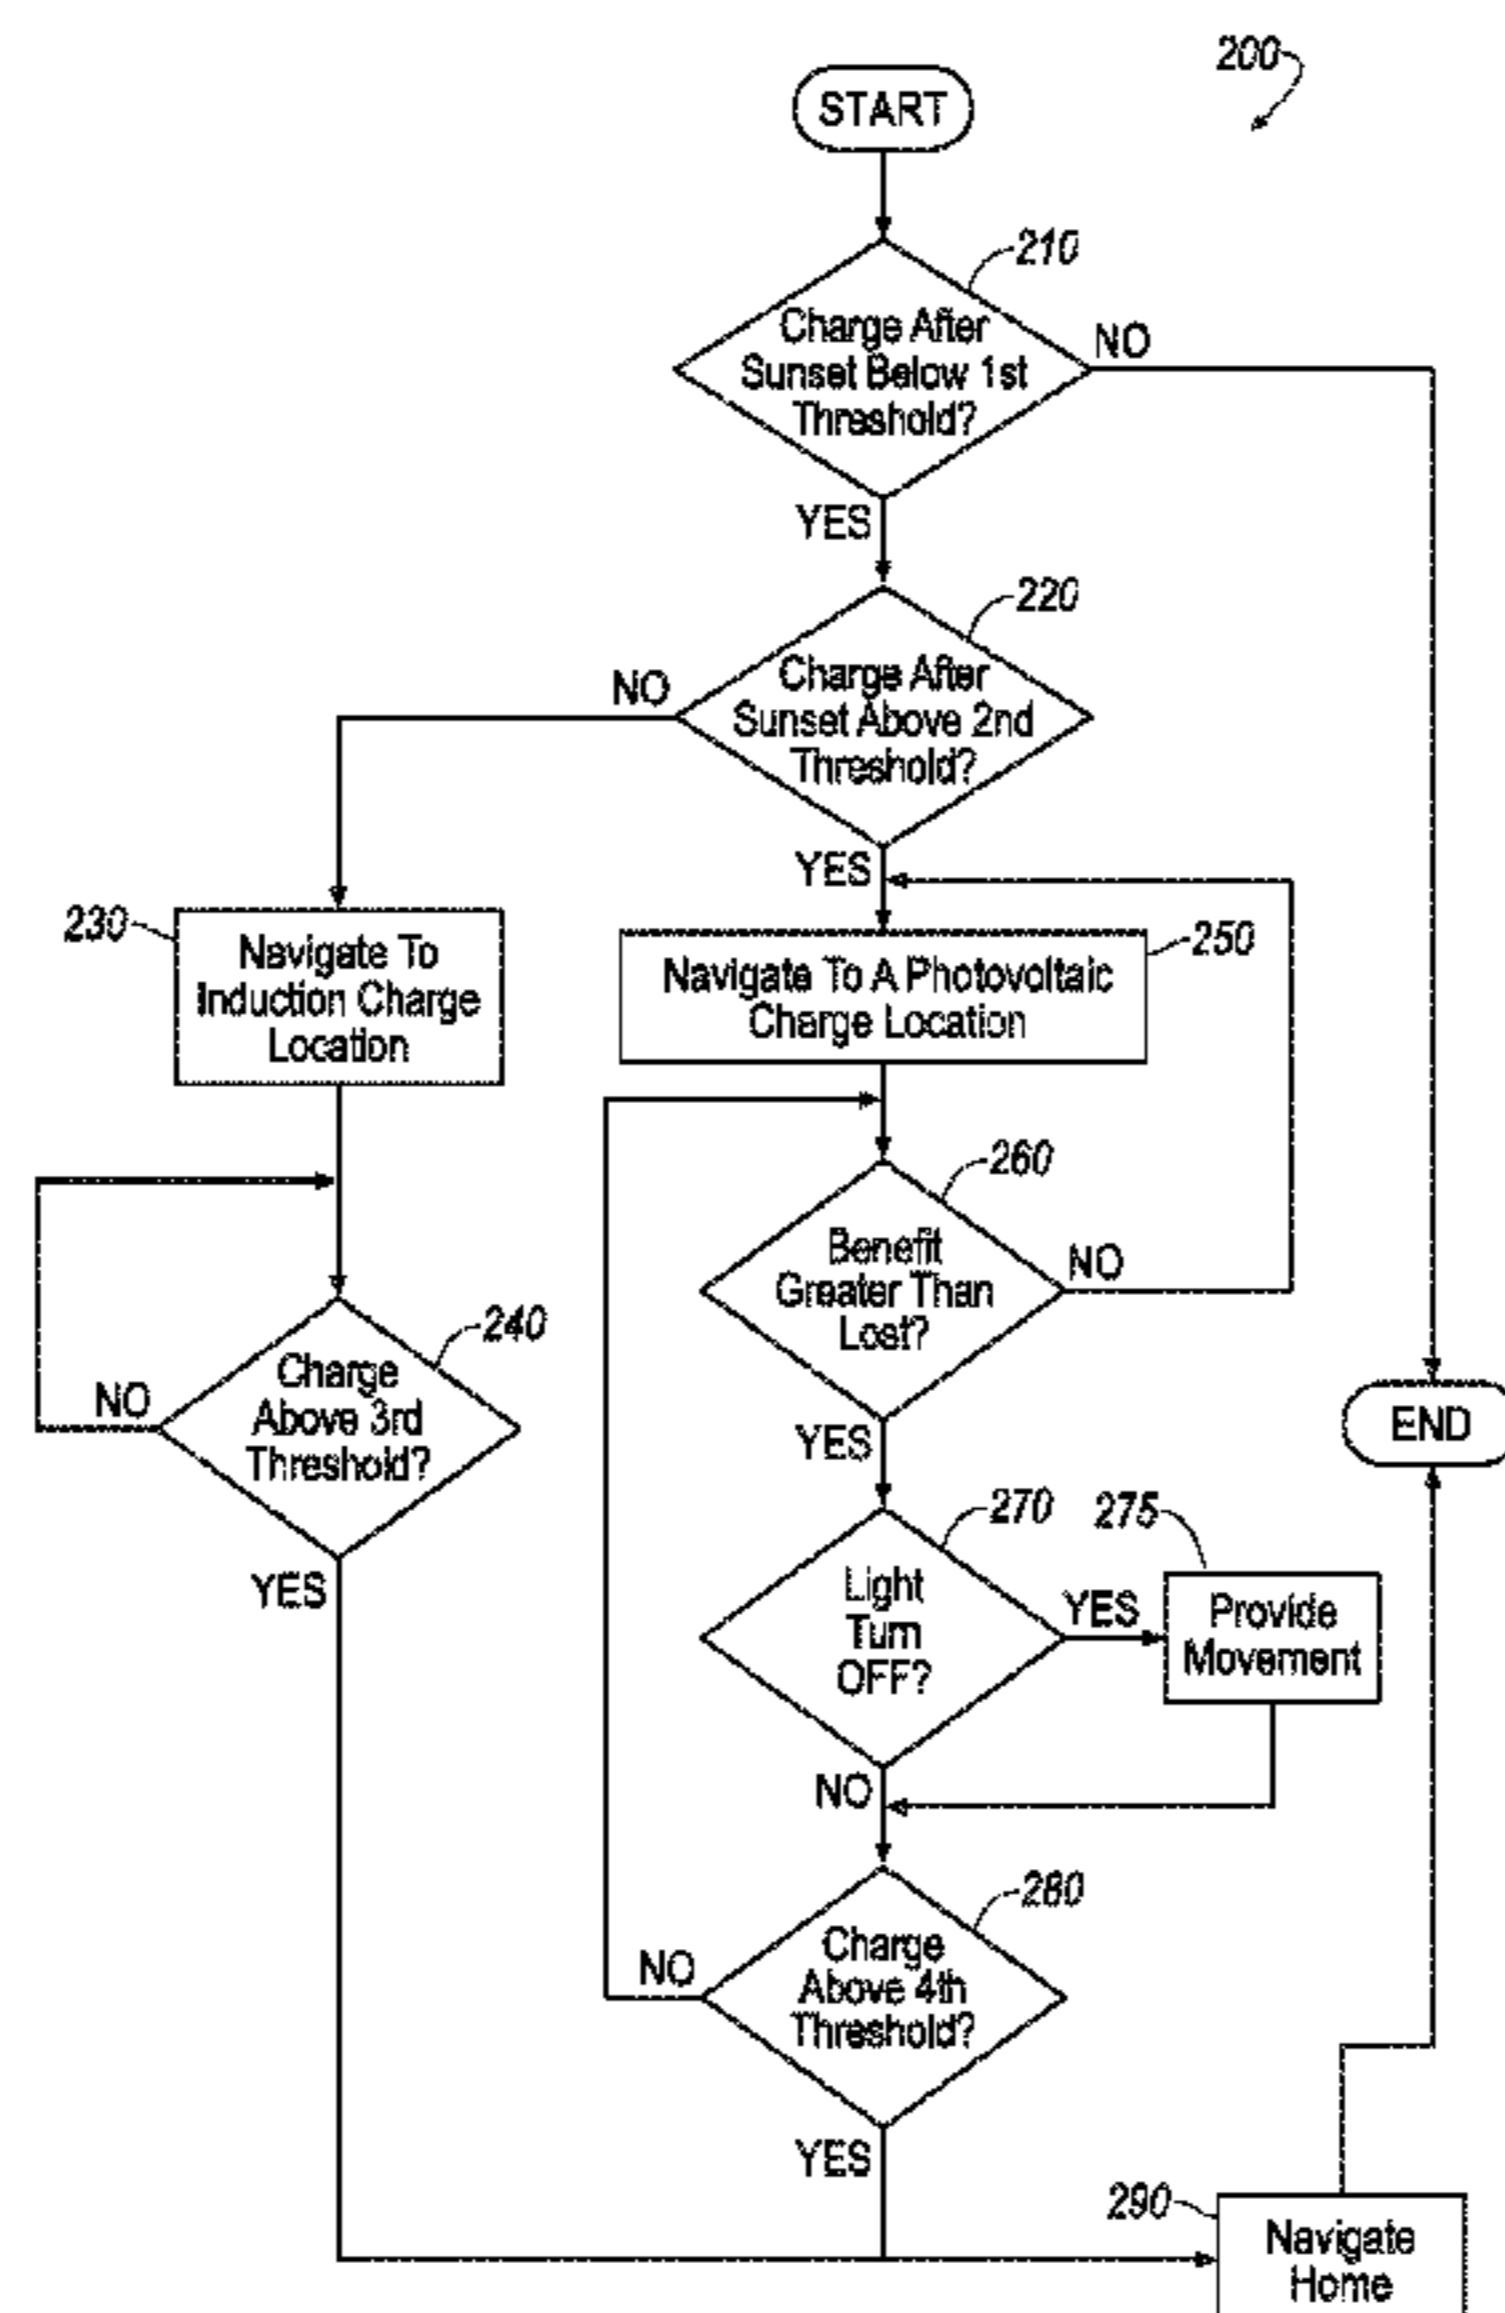 200
START
210
Charge After
Sunset Below 1st
Threshold?
NO
YES
220
Charge After
Sunset Above 2nd
Threshold?
NO
YES
230
Navigate To
Induction Charge
Location
250
Navigate To A Photovoltaic
Charge Location
260
Benefit
Greater Than
Lost?
NO
YES
240
Charge
Above 3rd
Threshold?
NO
YES
END
270
Light
Turn
OFF?
YES
NO
275
Provide
Movement
280
Charge
Above 4th
Threshold?
NO
YES
290
Navigate
Home